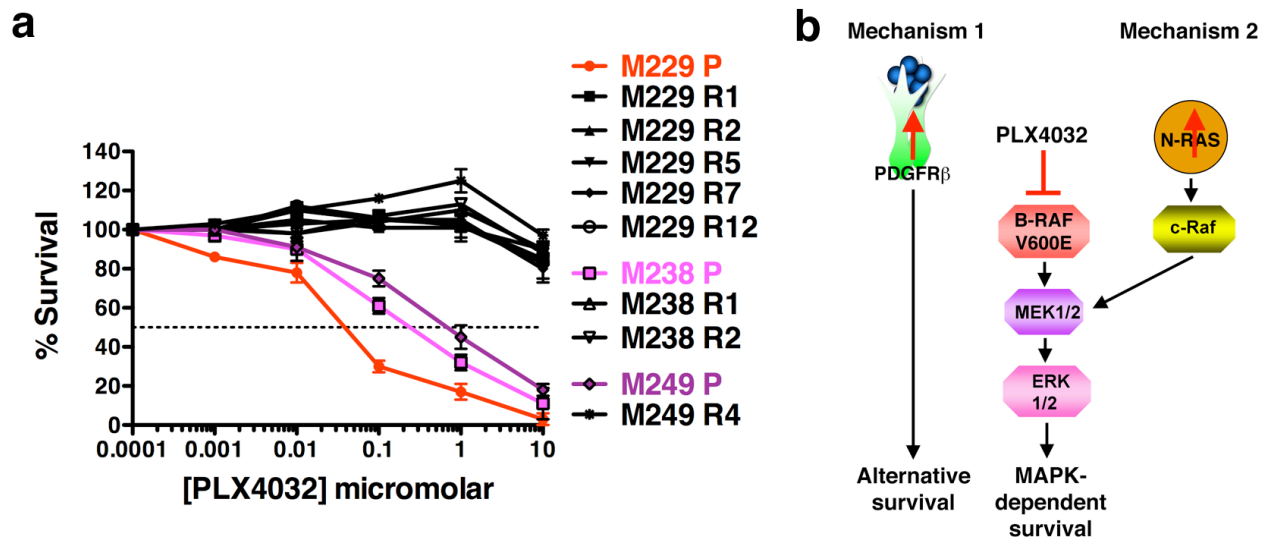 a
140
120
100
80
60
40
20
0
% Survival
0.0001 0.001 0.01 0.1 1 10
[PLX4032] micromolar
M229 P
M229 R1
M229 R2
M229 R5
M229 R7
M229 R12
M238 P
M238 R1
M238 R2
M249 P
M249 R4
b
Mechanism 1
PDGFRβ
Alternative
survival
PLX4032
B-RAF
V600E
MEK1/2
ERK
1/2
MAPK-
dependent
survival
Mechanism 2
N-RAS
c-Raf